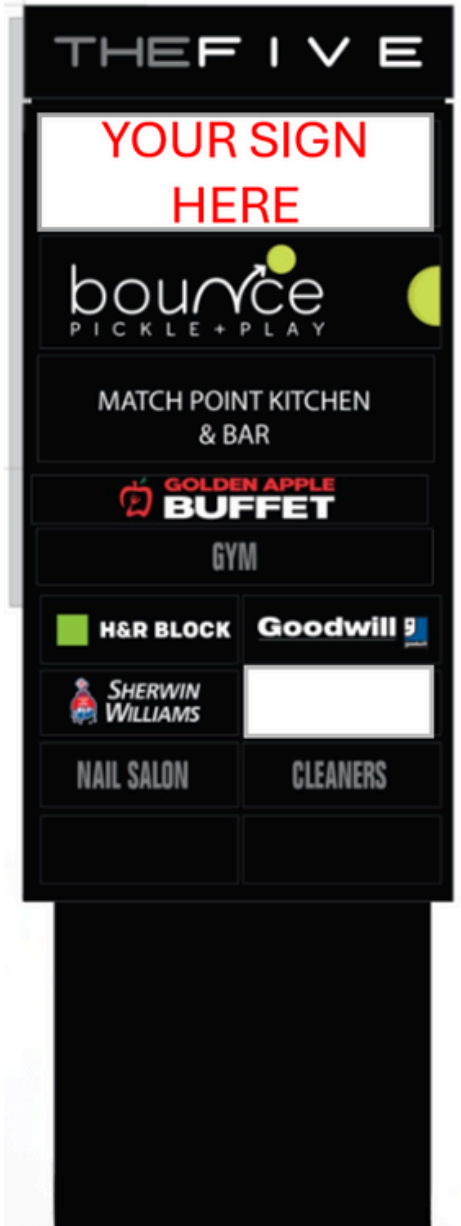 THEFIVE
YOUR SIGN
HERE
bounce
PICKLE+PLAY
MATCH POINT KITCHEN
& BAR
GOLDEN APPLE
BUFFET
GYM
H&R BLOCK
Goodwill
SHERWIN
WILLIAMS
NAIL SALON
CLEANERS